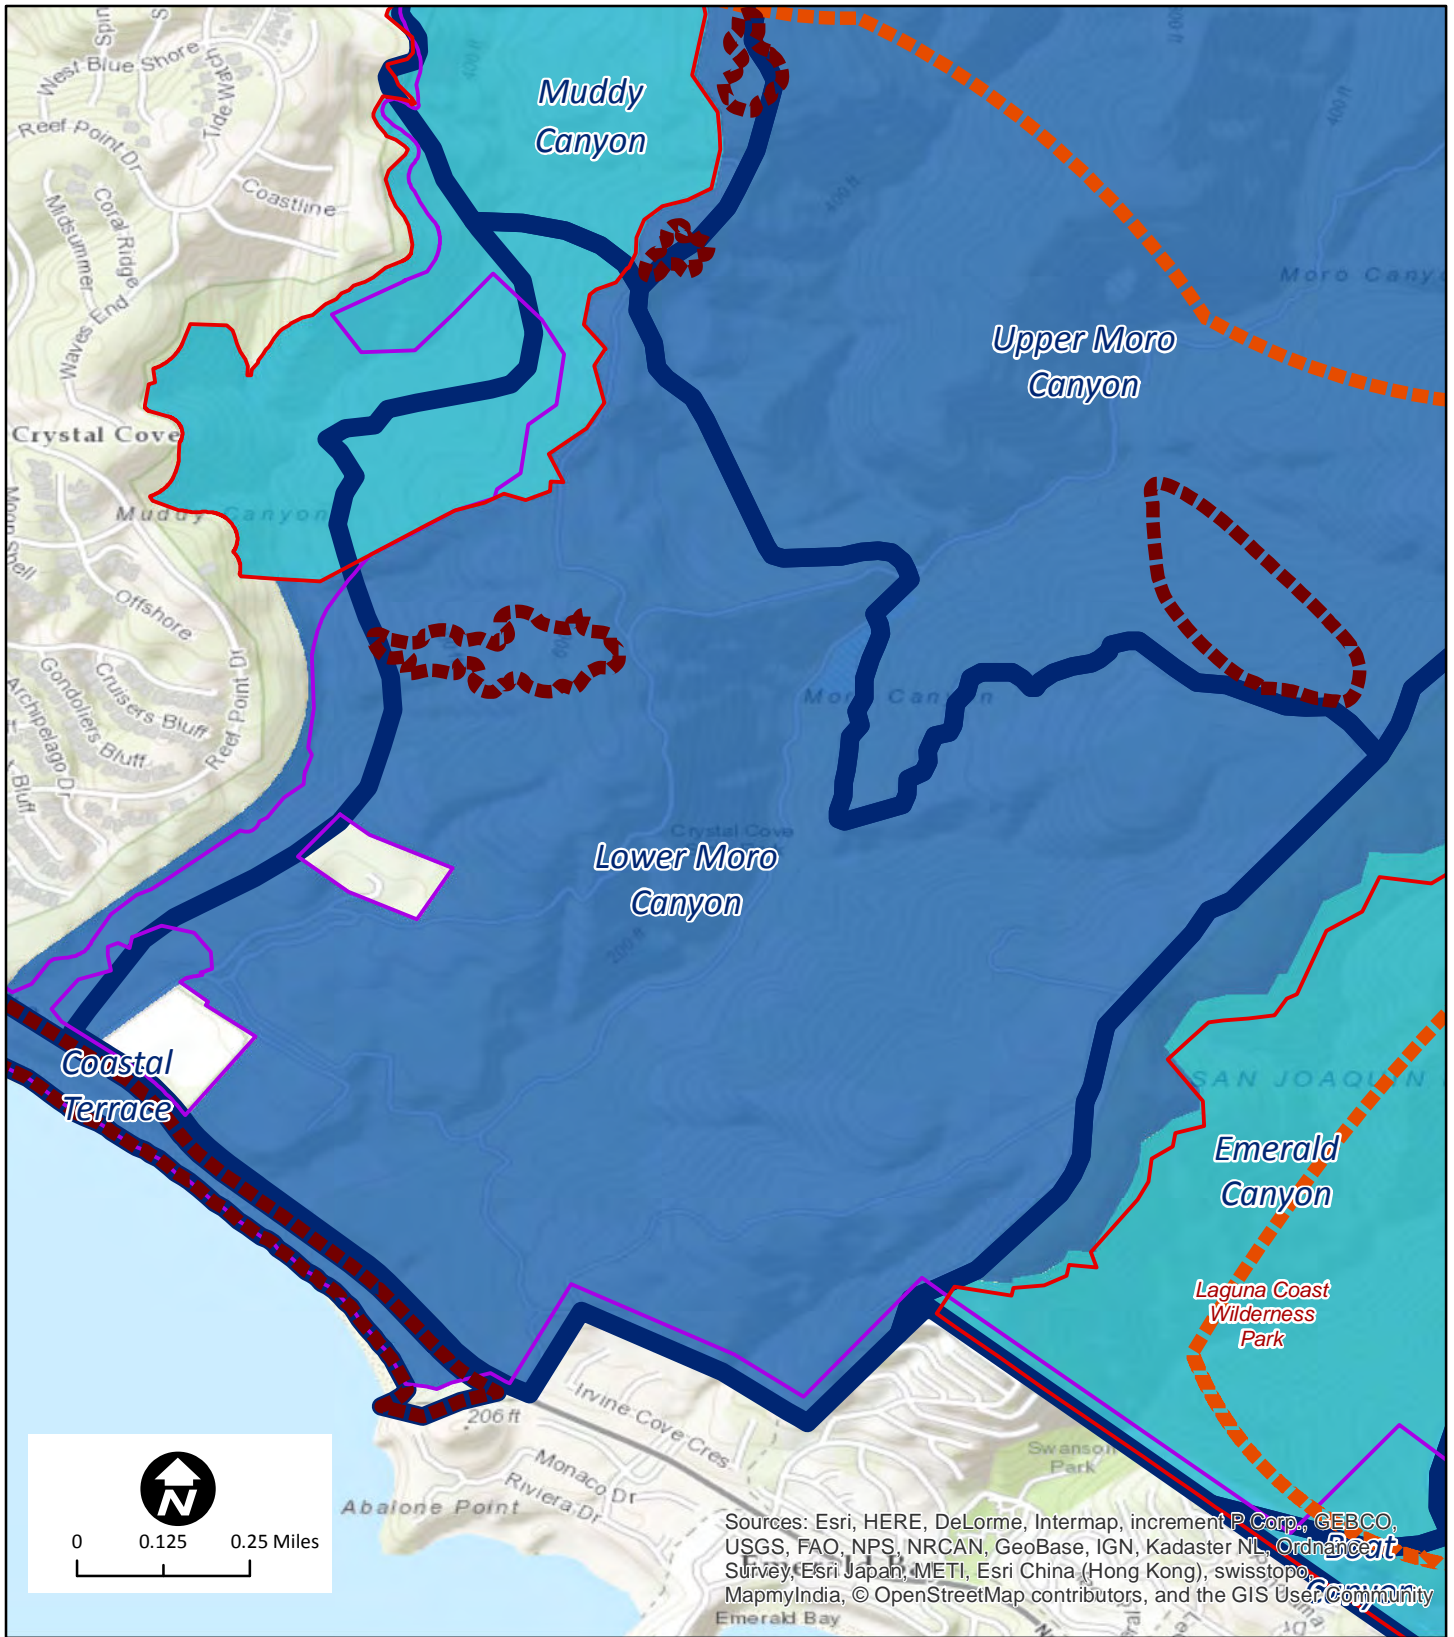 West Blue Shore
Tide Watch
Reef Point Dr
Coastline
Coral Ridge
Midsummer
Waves End
Muddy
Canyon
400 ft
400 ft
Moro Cany
Upper Moro
Canyon
Crystal Cove
Muddy Canyon
Moon Shell
Offshore
Cruisers Bluff
Gondoliers Bluff
Archipelago Dr
Bluff
Reef Point Dr
Moro Canyon
Crystal Cove
Lower Moro
Canyon
200 ft
Coastal
Terrace
SAN JOAQUIN
Emerald
Canyon
Laguna Coast
Wilderness
Park
206 ft
Irvine Cove Cres
Monaco Dr
Riviera Dr
Abalone Point
Swanson
Park
Boat
Canyon
Emerald Bay
N
0 0.125 0.25 Miles
Sources: Esri, HERE, DeLorme, Intermap, increment P Corp., GEBCO,
USGS, FAO, NPS, NRCAN, GeoBase, IGN, Kadaster NL, Ordnance
Survey, Esri Japan, METI, Esri China (Hong Kong), swisstopo,
MapmyIndia, © OpenStreetMap contributors, and the GIS User Community